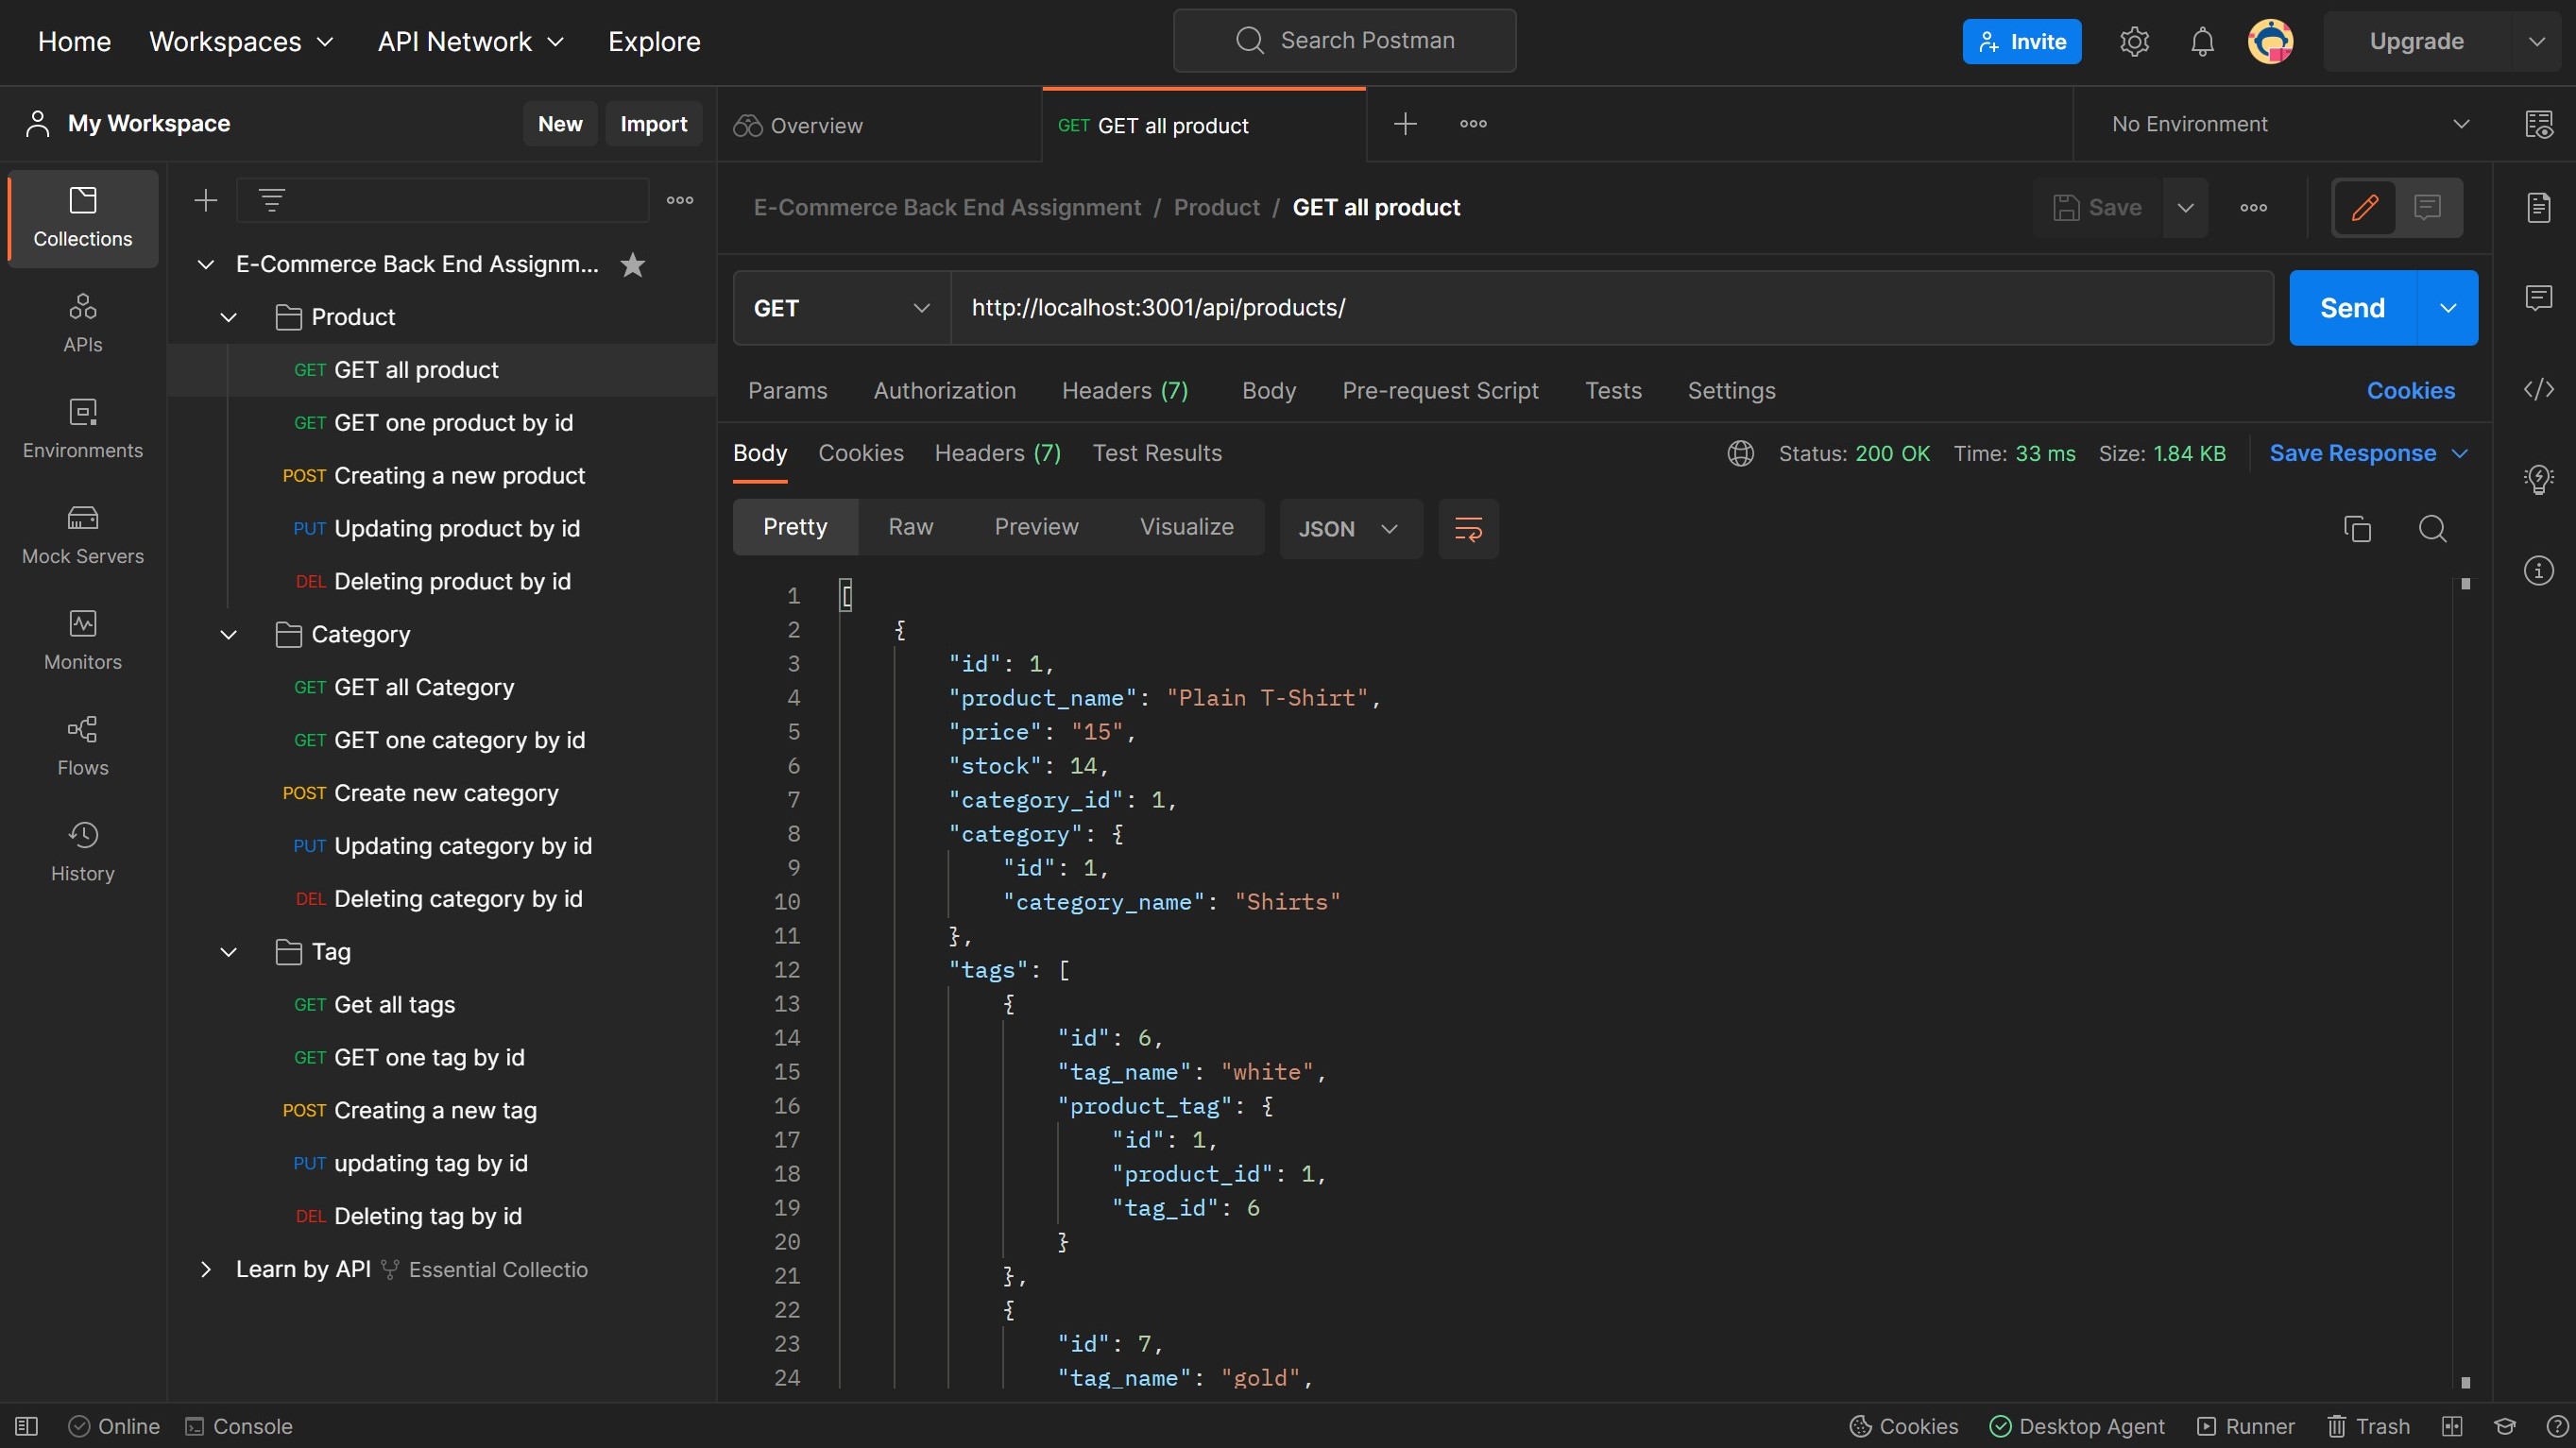 Home Workspaces API Network Explore Search Postman Invite Upgrade
My Workspace New Import
Overview GET GET all product No Environment
Collections
APIs
Environments
Mock Servers
Monitors
Flows
History
E-Commerce Back End Assignm...
Product
GET GET all product
GET GET one product by id
POST Creating a new product
PUT Updating product by id
DEL Deleting product by id
Category
GET GET all Category
GET GET one category by id
POST Create new category
PUT Updating category by id
DEL Deleting category by id
Tag
GET Get all tags
GET GET one tag by id
POST Creating a new tag
PUT updating tag by id
DEL Deleting tag by id
Learn by API Essential Collectio
E-Commerce Back End Assignment / Product / GET all product Save
GET http://localhost:3001/api/products/ Send
Params Authorization Headers (7) Body Pre-request Script Tests Settings Cookies
Body Cookies Headers (7) Test Results Status: 200 OK Time: 33 ms Size: 1.84 KB Save Response
Pretty Raw Preview Visualize JSON
1 [
2 {
3 "id": 1,
4 "product_name": "Plain T-Shirt",
5 "price": "15",
6 "stock": 14,
7 "category_id": 1,
8 "category": {
9 "id": 1,
10 "category_name": "Shirts"
11 },
12 "tags": [
13 {
14 "id": 6,
15 "tag_name": "white",
16 "product_tag": {
17 "id": 1,
18 "product_id": 1,
19 "tag_id": 6
20 }
21 },
22 {
23 "id": 7,
24 "tag_name": "gold",
Online Console Cookies Desktop Agent Runner Trash